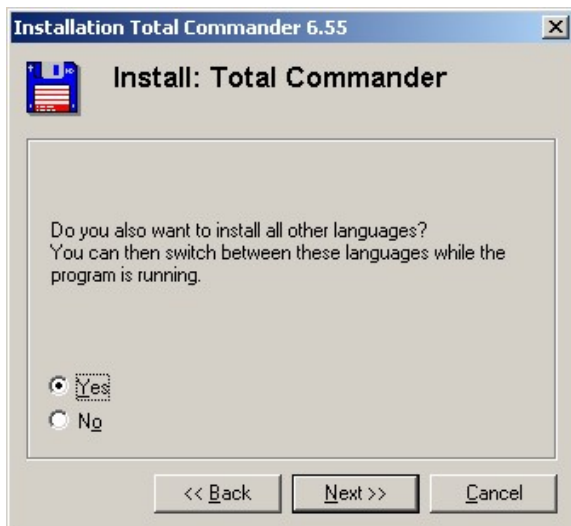 Installation Total Commander 6.55
Install: Total Commander
Do you also want to install all other languages?
You can then switch between these languages while the
program is running.
Yes
No
<< Back
Next >>
Cancel